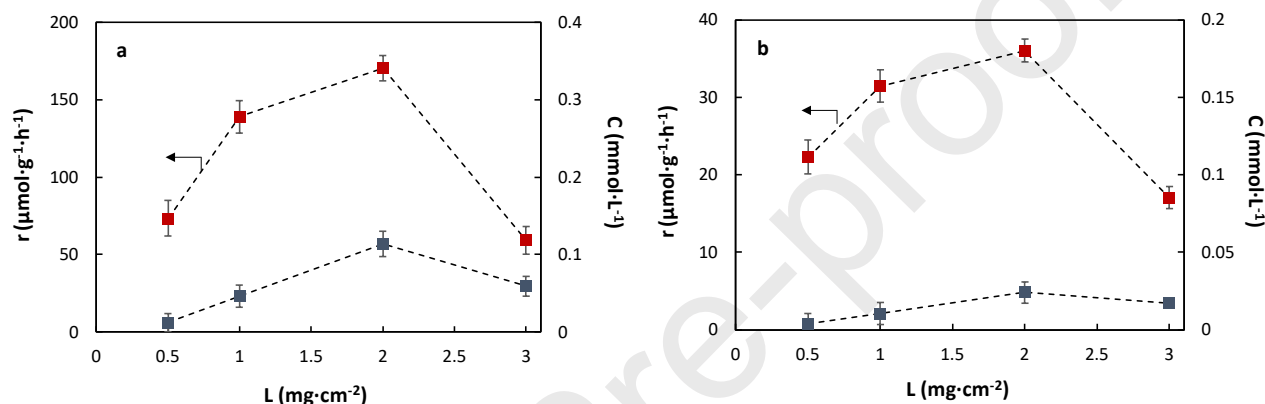 a
200
150
100
50
0
r (μmol·g⁻¹·h⁻¹)
0.4
0.3
0.2
0.1
0
C (mmol·L⁻¹)
0 0.5 1 1.5 2 2.5 3
L (mg·cm⁻²)
b
40
30
20
10
0
r (μmol·g⁻¹·h⁻¹)
0.2
0.15
0.1
0.05
0
C (mmol·L⁻¹)
0 0.5 1 1.5 2 2.5 3
L (mg·cm⁻²)
re-proo